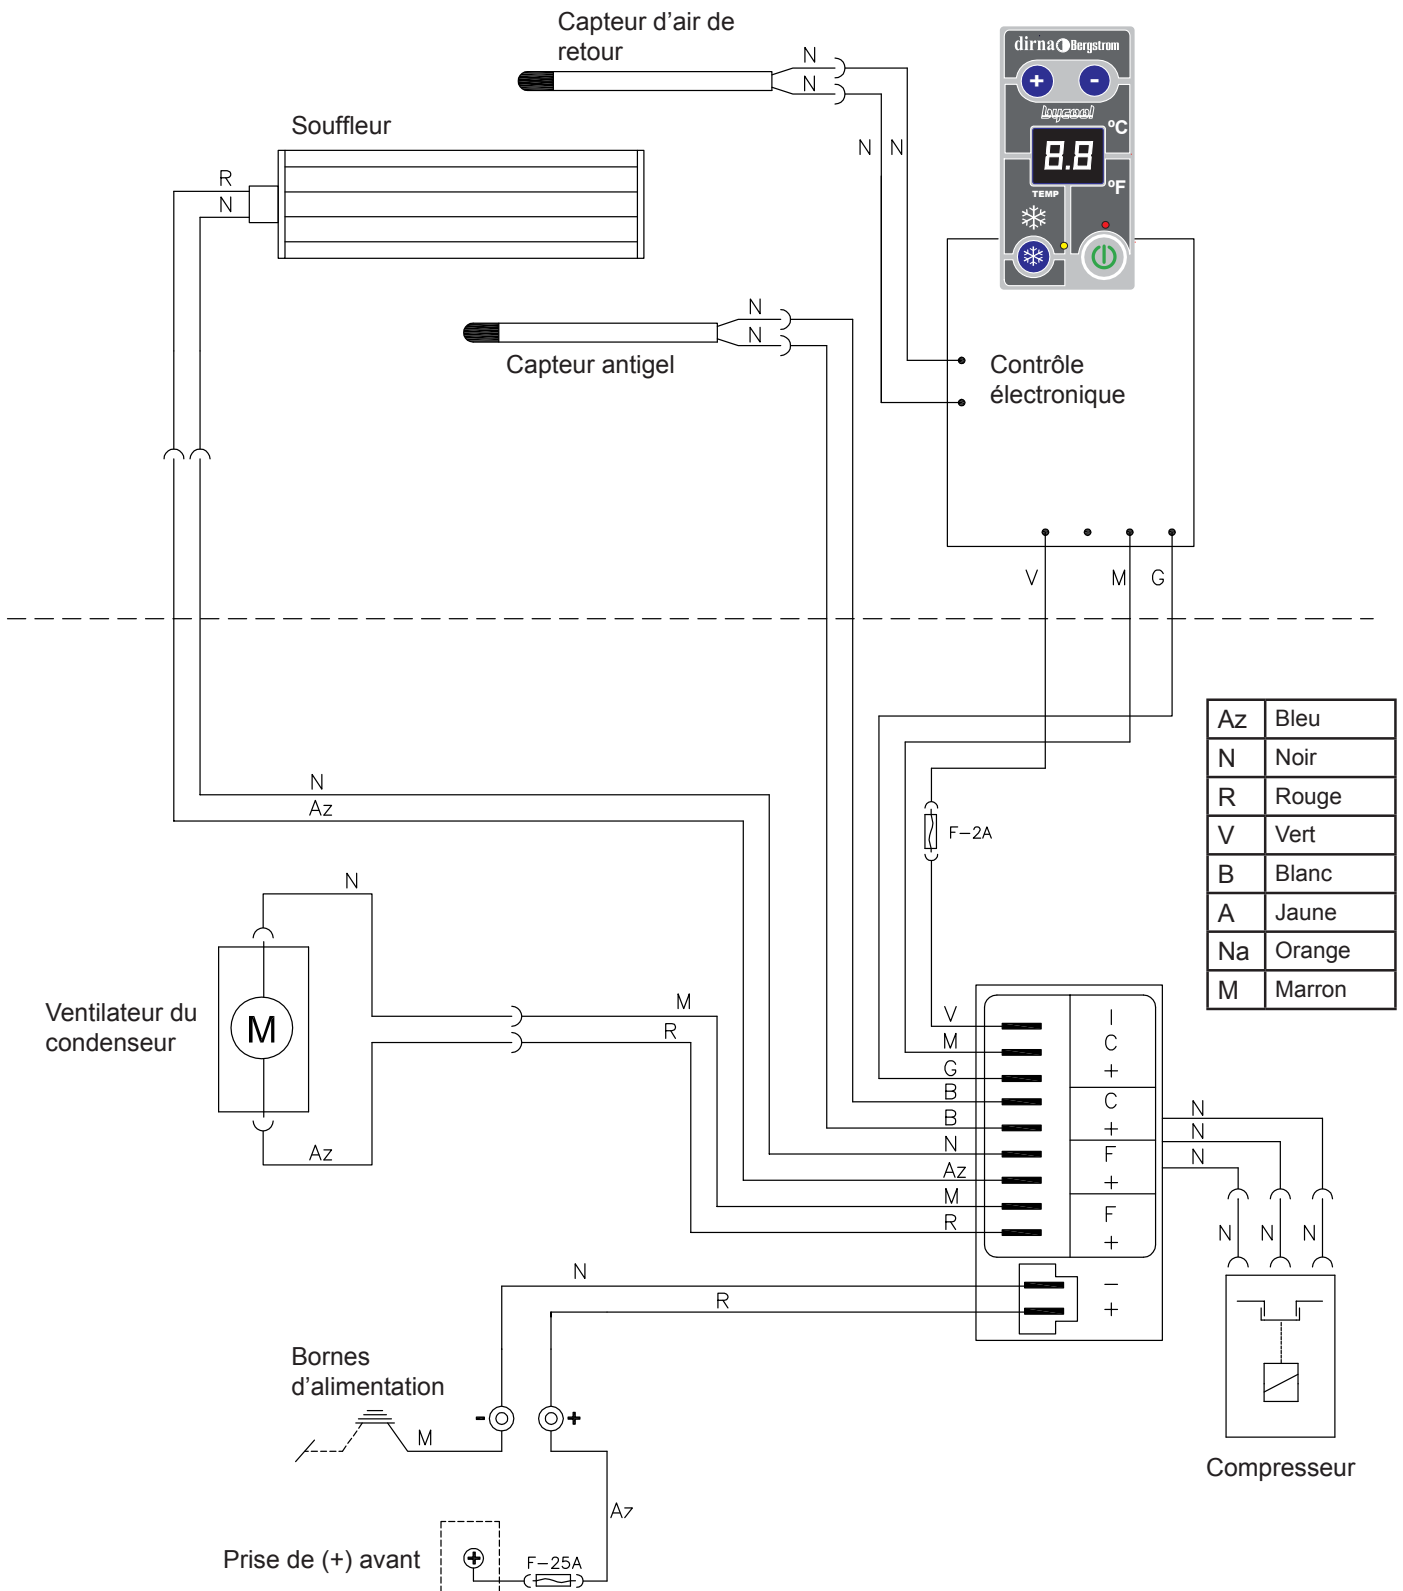 Capteur d'air de
retour
N
N
dirna Bergstrom
+
-
bycool
ºC
8.8
ºF
TEMP
Souffleur
R
N
N
N
N
N
Capteur antigel
Contrôle
électronique
V
M
G
N
Az
F-2A
Az Bleu
N Noir
R Rouge
V Vert
B Blanc
A Jaune
Na Orange
M Marron
N
M
Ventilateur du
condenseur
Az
M
R
V
M
G
B
B
N
Az
M
R
I
C
+
C
+
F
+
F
+
-
+
N
N
N
N
N
N
N
R
Bornes
d'alimentation
-
+
M
Compresseur
Az
Prise de (+) avant
+
F-25A